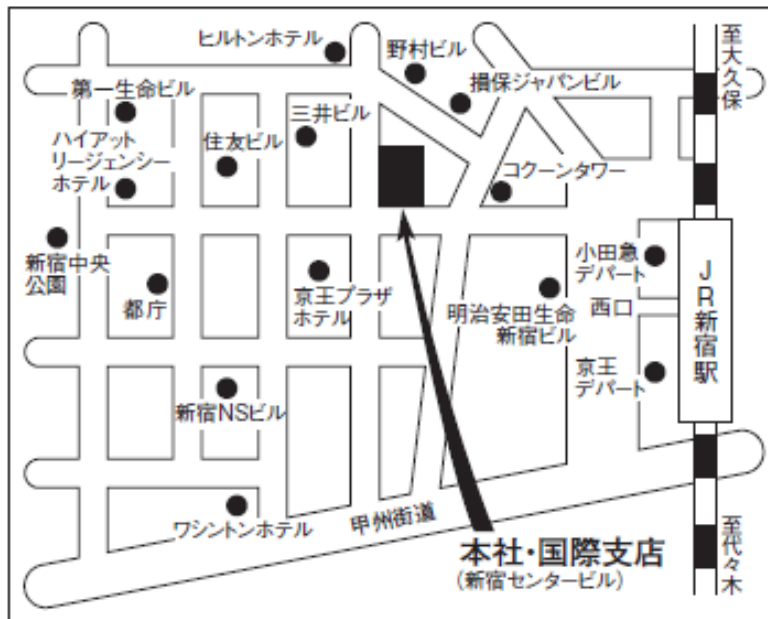 ヒルトンホテル
野村ビル
至大久保
第一生命ビル
損保ジャパンビル
三井ビル
ハイアット
リージェンシー
ホテル
住友ビル
コクーンタワー
新宿中央
公園
都庁
京王プラザ
ホテル
明治安田生命
新宿ビル
小田急
デパート
西口
JR新宿駅
京王
デパート
新宿NSビル
ワシントンホテル
甲州街道
本社・国際支店
(新宿センタービル)
至代々木